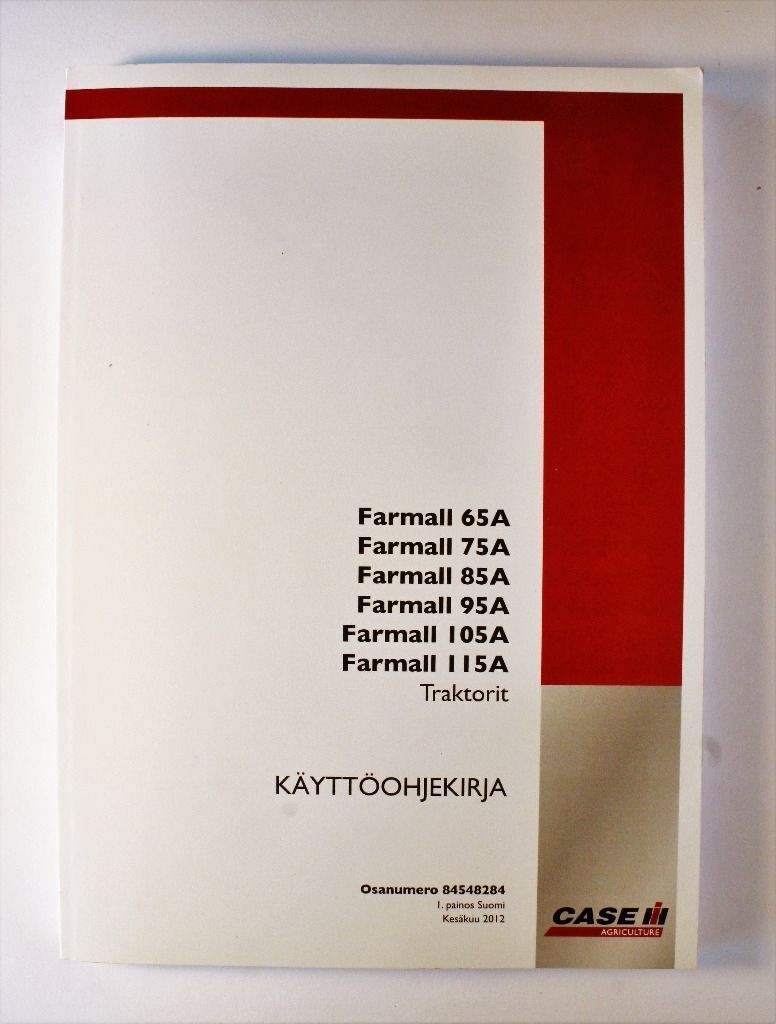 Farmall 65A
Farmall 75A
Farmall 85A
Farmall 95A
Farmall 105A
Farmall 115A
Traktorit
KÄYTTÖOHJEKIRJA
Osanumero 84548284
1. painos Suomi
Kesäkuu 2012
CASE IH
AGRICULTURE